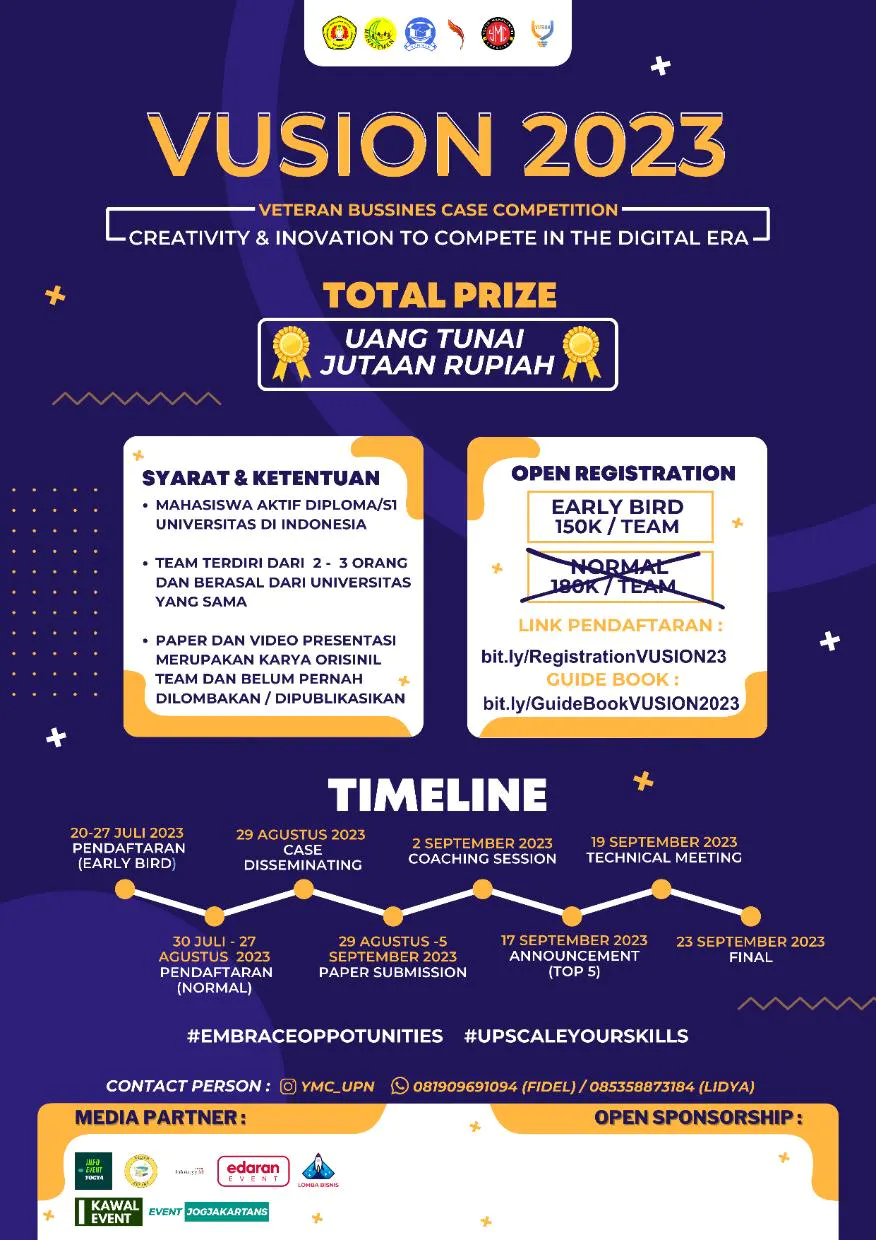 VUSION 2023
VETERAN BUSSINES CASE COMPETITION
CREATIVITY & INOVATION TO COMPETE IN THE DIGITAL ERA
TOTAL PRIZE
UANG TUNAI
JUTAAN RUPIAH
SYARAT & KETENTUAN
• MAHASISWA AKTIF DIPLOMA/S1
UNIVERSITAS DI INDONESIA
• TEAM TERDIRI DARI 2 - 3 ORANG
DAN BERASAL DARI UNIVERSITAS
YANG SAMA
• PAPER DAN VIDEO PRESENTASI
MERUPAKAN KARYA ORISINIL
TEAM DAN BELUM PERNAH
DILOMBAKAN / DIPUBLIKASIKAN
OPEN REGISTRATION
EARLY BIRD
150K / TEAM
NORMAL
180K / TEAM
LINK PENDAFTARAN :
bit.ly/RegistrationVUSION23
GUIDE BOOK :
bit.ly/GuideBookVUSION2023
TIMELINE
20-27 JULI 2023
PENDAFTARAN
(EARLY BIRD)
30 JULI - 27
AGUSTUS 2023
PENDAFTARAN
(NORMAL)
29 AGUSTUS 2023
CASE
DISSEMINATING
29 AGUSTUS -5
SEPTEMBER 2023
PAPER SUBMISSION
2 SEPTEMBER 2023
COACHING SESSION
17 SEPTEMBER 2023
ANNOUNCEMENT
(TOP 5)
19 SEPTEMBER 2023
TECHNICAL MEETING
23 SEPTEMBER 2023
FINAL
#EMBRACEOPPOTUNITIES #UPSCALEYOURSKILLS
CONTACT PERSON : YMC_UPN 081909691094 (FIDEL) / 085358873184 (LIDYA)
MEDIA PARTNER :
OPEN SPONSORSHIP :
INFO
EVENT
YOGYA
edaran
EVENT
LOMBA BISNIS
KAWAL
EVENT
EVENT JOGJAKARTANS